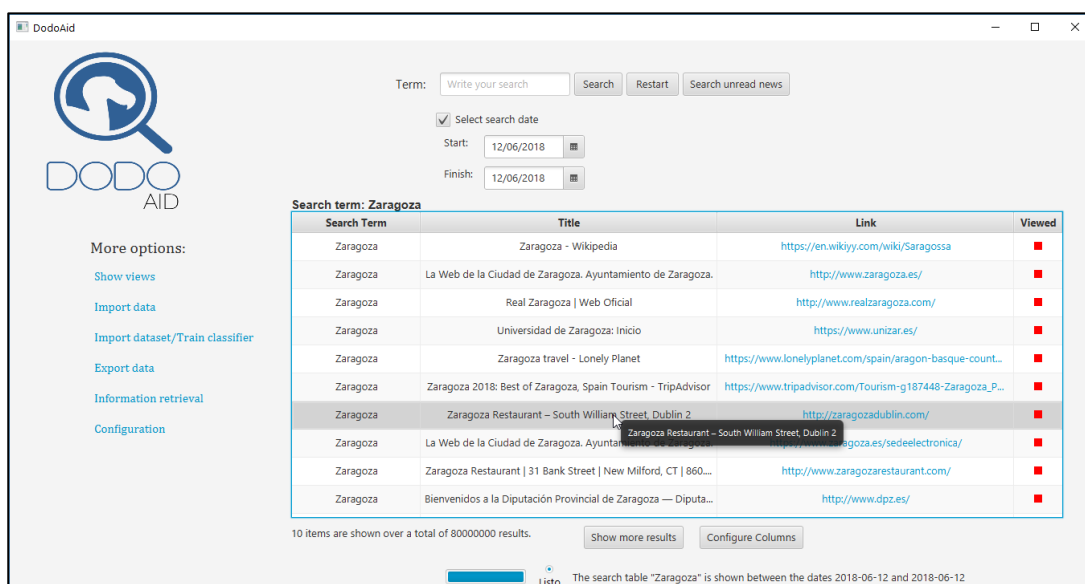 DodoAid
DODO
AID
Term: Write your search Search Restart Search unread news
Select search date
Start: 12/06/2018
Finish: 12/06/2018
Search term: Zaragoza
Search Term Title Link Viewed
Zaragoza Zaragoza - Wikipedia https://en.wikiyy.com/wiki/Saragossa
Zaragoza La Web de la Ciudad de Zaragoza. Ayuntamiento de Zaragoza. http://www.zaragoza.es/
Zaragoza Real Zaragoza | Web Oficial http://www.realzaragoza.com/
Zaragoza Universidad de Zaragoza: Inicio https://www.unizar.es/
Zaragoza Zaragoza travel - Lonely Planet https://www.lonelyplanet.com/spain/aragon-basque-count...
Zaragoza Zaragoza 2018: Best of Zaragoza, Spain Tourism - TripAdvisor https://www.tripadvisor.com/Tourism-g187448-Zaragoza_P...
Zaragoza Zaragoza Restaurant – South William Street, Dublin 2 http://zaragozadublin.com/
Zaragoza Restaurant – South William Street, Dublin 2
Zaragoza La Web de la Ciudad de Zaragoza. Ayuntamiento de Zaragoza. http://www.zaragoza.es/sedeelectronica/
Zaragoza Zaragoza Restaurant | 31 Bank Street | New Milford, CT | 860.... http://www.zaragozarestaurant.com/
Zaragoza Bienvenidos a la Diputación Provincial de Zaragoza — Diputa... http://www.dpz.es/
More options:
Show views
Import data
Import dataset/Train classifier
Export data
Information retrieval
Configuration
10 items are shown over a total of 80000000 results. Show more results Configure Columns
Listo The search table "Zaragoza" is shown between the dates 2018-06-12 and 2018-06-12